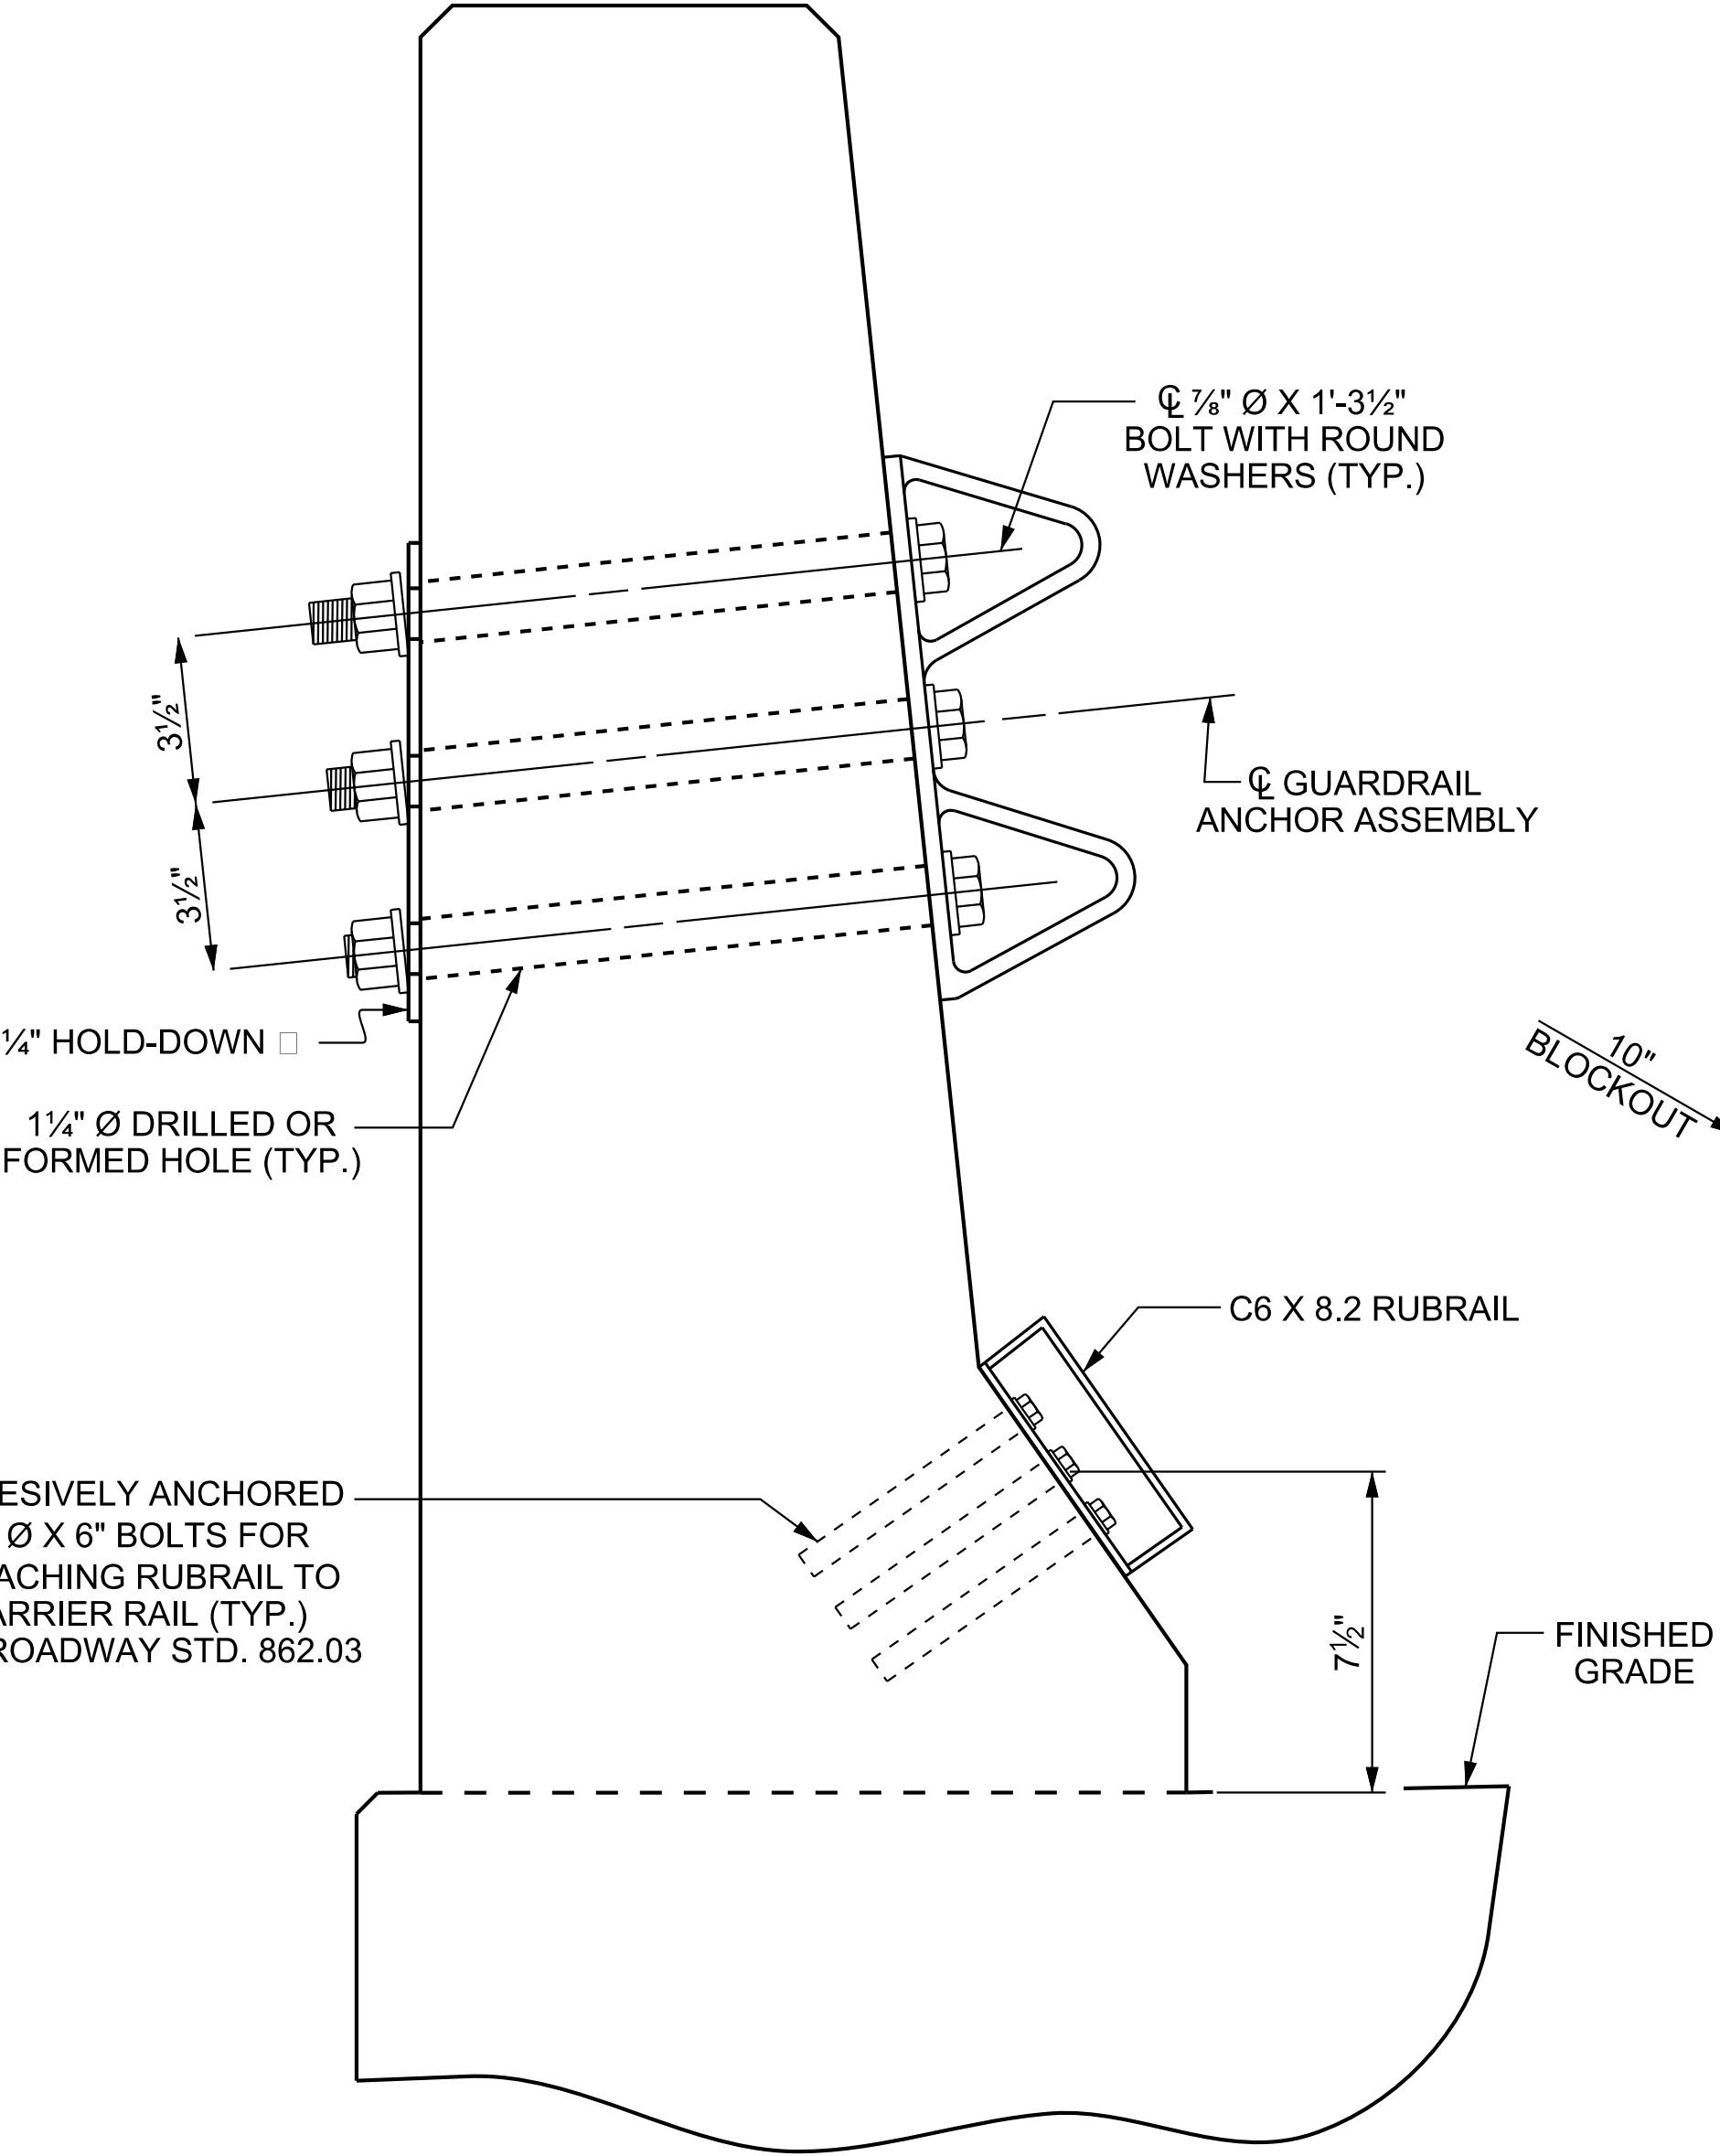 ℄ ⅞" Ø X 1'-3½"
BOLT WITH ROUND
WASHERS (TYP.)
3½"
℄ GUARDRAIL
ANCHOR ASSEMBLY
3½"
¼" HOLD-DOWN □
10"
BLOCKOUT
1¼" Ø DRILLED OR
FORMED HOLE (TYP.)
C6 X 8.2 RUBRAIL
ESIVELY ANCHORED
Ø X 6" BOLTS FOR
ACHING RUBRAIL TO
ARRIER RAIL (TYP.)
ROADWAY STD. 862.03
7½"
FINISHED
GRADE